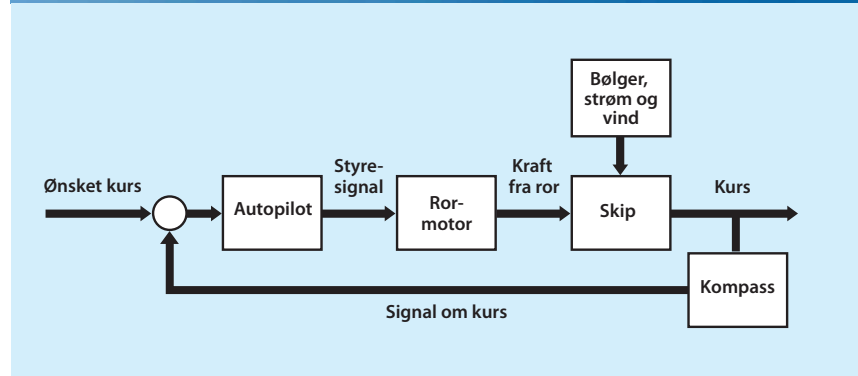 Bølger,
strøm og
vind
Ønsket kurs
Autopilot
Styre-
signal
Ror-
motor
Kraft
fra ror
Skip
Kurs
Kompass
Signal om kurs